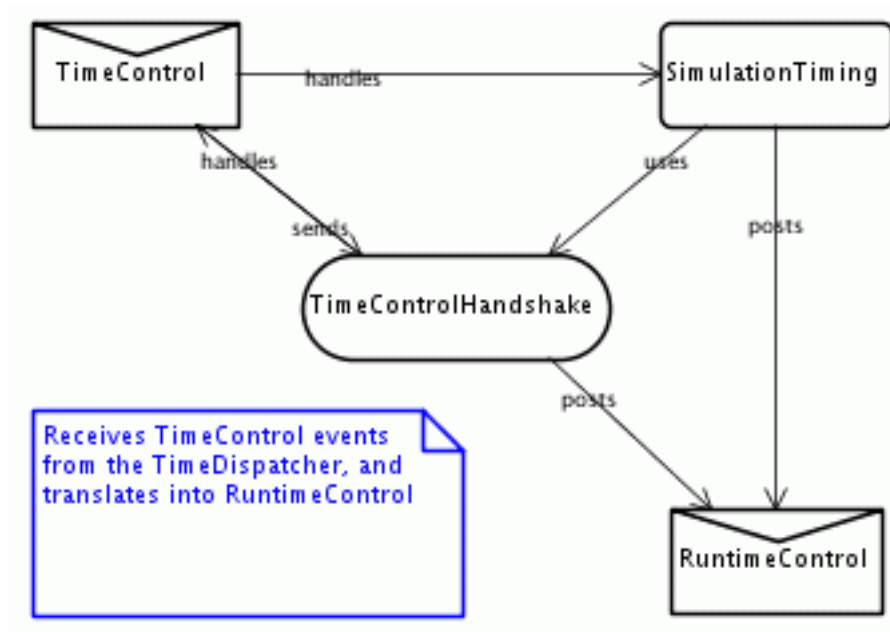 TimeControl
SimulationTiming
handles
handles
uses
sends
posts
TimeControlHandshake
posts
Receives TimeControl events
from the TimeDispatcher, and
translates into RuntimeControl
RuntimeControl